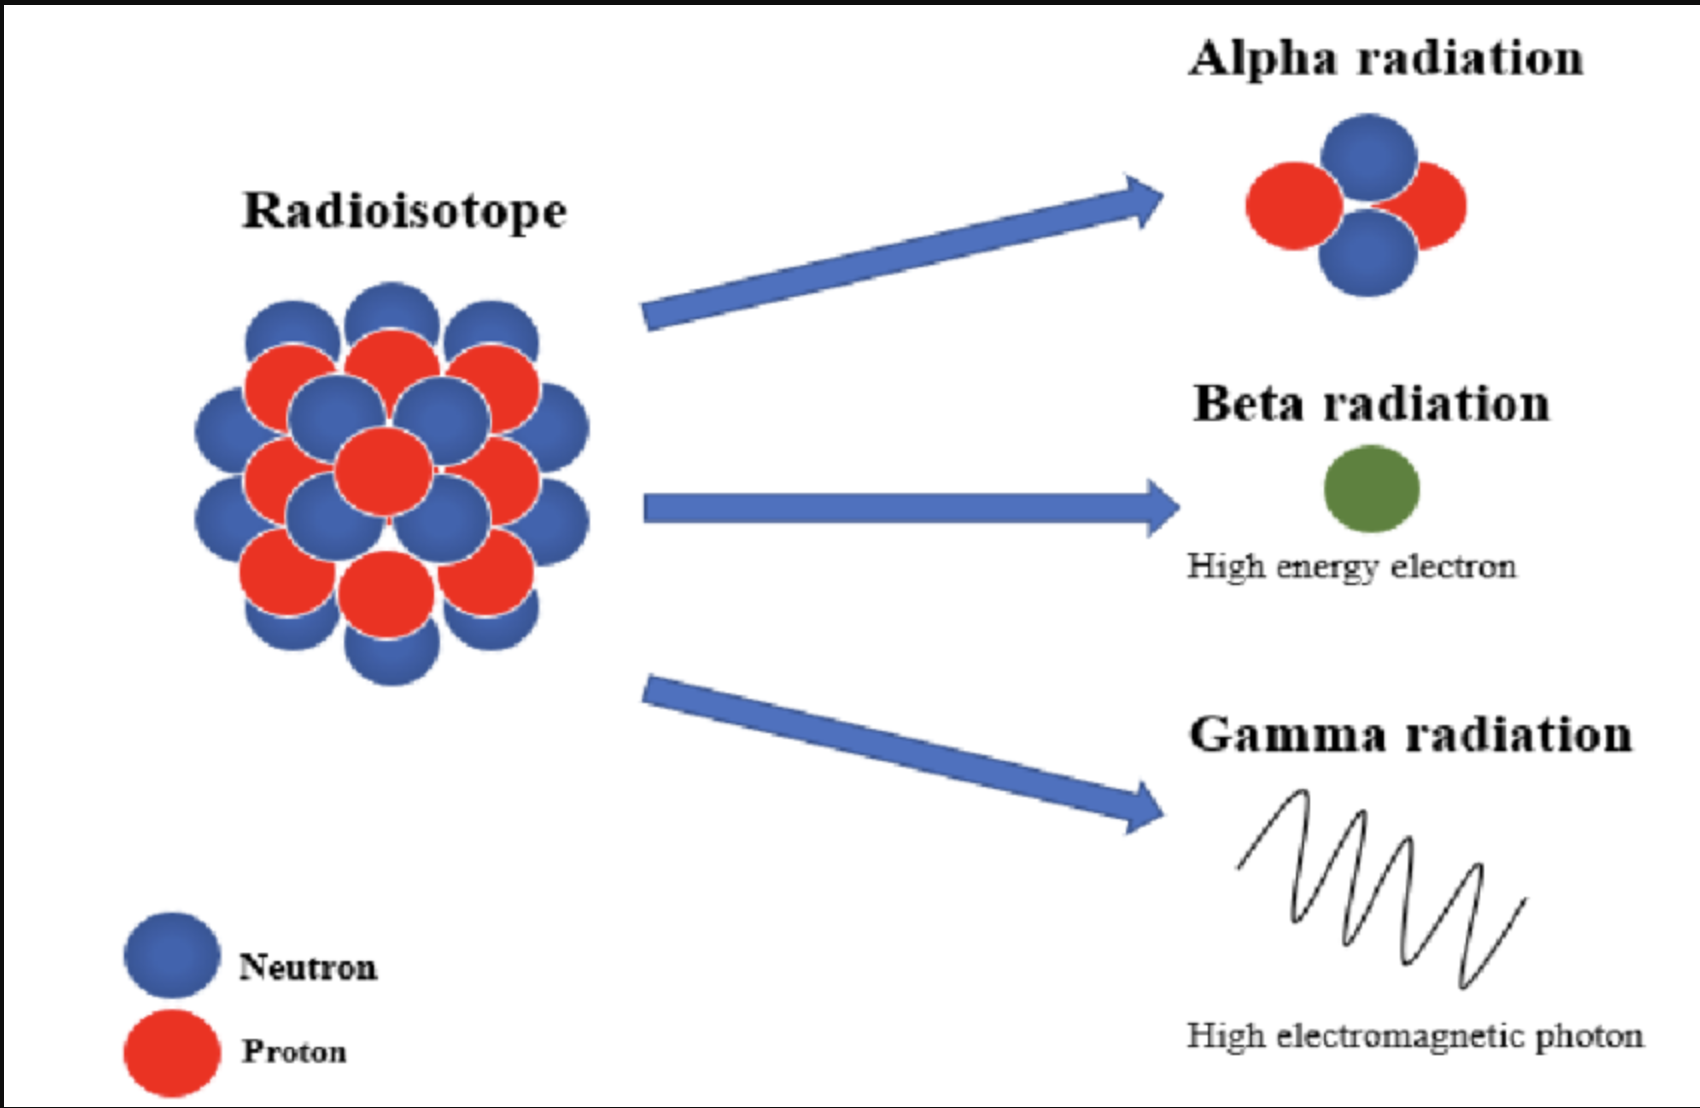 Alpha radiation
Radioisotope
Beta radiation
High energy electron
Gamma radiation
High electromagnetic photon
Neutron
Proton